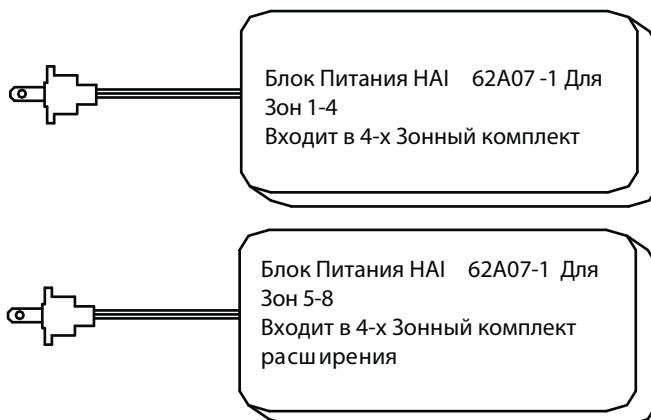 Блок Питания HAI 62A07 -1 Для
Зон 1-4
Входит в 4-х Зонный комплект
Блок Питания HAI 62A07-1 Для
Зон 5-8
Входит в 4-х Зонный комплект
расширения